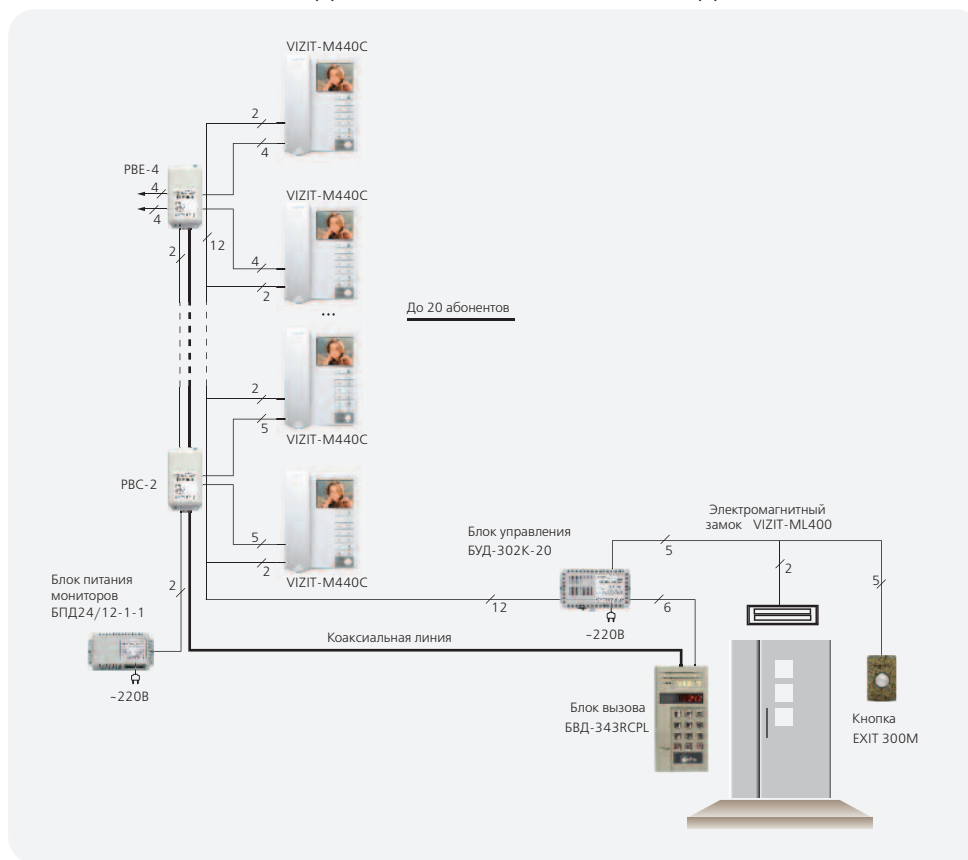 VIZIT-M440C
2
4
РВЕ-4
4
4
VIZIT-M440C
12
2
4
2
До 20 абонентов
...
2
5
VIZIT-M440C
РВС-2
5
2
VIZIT-M440C
Электромагнитный
замок VIZIT-ML400
Блок управления
БУД-302К-20
5
2
5
Блок питания
мониторов
БПД24/12-1-1
2
12
6
~220В
Коаксиальная линия
~220В
Блок вызова
БВД-343RCPL
Кнопка
EXIT 300М